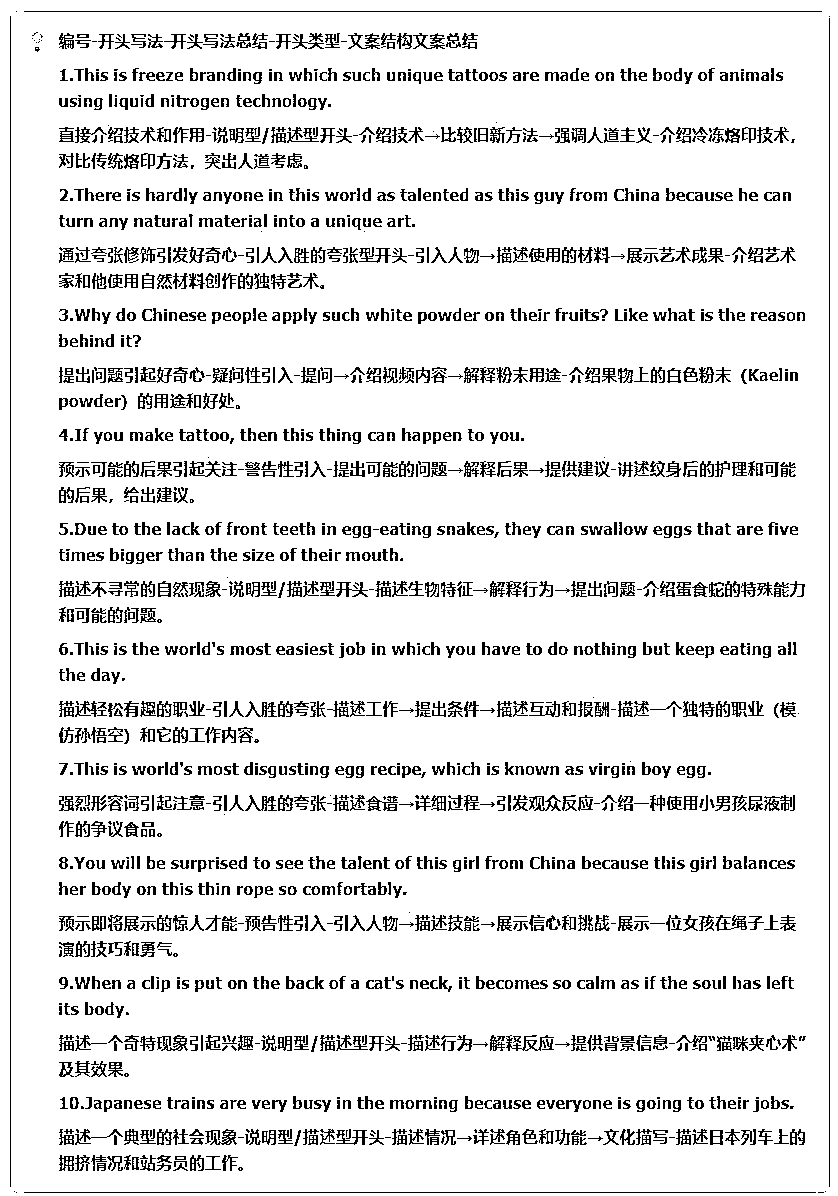 编号-开头写法-开头写法总结-开头类型-文案结构文案总结
1.This is freeze branding in which such unique tattoos are made on the body of animals
using liquid nitrogen technology.
直接介绍技术和作用-说明型/描述型开头-介绍技术→比较旧新方法→强调人道主义-介绍冷冻烙印技术，
对比传统烙印方法，突出人道考虑。
2.There is hardly anyone in this world as talented as this guy from China because he can
turn any natural material into a unique art.
通过夸张修饰引发好奇心-引人入胜的夸张型开头-引入人物→描述使用的材料→展示艺术成果-介绍艺术
家和他使用自然材料创作的独特艺术。
3.Why do Chinese people apply such white powder on their fruits? Like what is the reason
behind it?
提出问题引起好奇心-疑问性引入-提问→介绍视频内容→解释粉末用途-介绍果物上的白色粉末（Kaelin
powder）的用途和好处。
4.If you make tattoo, then this thing can happen to you.
预示可能的后果引起关注-警告性引入-提出可能的问题→解释后果→提供建议-讲述纹身后的护理和可能
的后果，给出建议。
5.Due to the lack of front teeth in egg-eating snakes, they can swallow eggs that are five
times bigger than the size of their mouth.
描述不寻常的自然现象-说明型/描述型开头-描述生物特征→解释行为→提出问题-介绍蛋食蛇的特殊能力
和可能的问题。
6.This is the world's most easiest job in which you have to do nothing but keep eating all
the day.
描述轻松有趣的职业-引人入胜的夸张-描述工作→提出条件→描述互动和报酬-描述一个独特的职业（模
仿孙悟空）和它的工作内容。
7.This is world's most disgusting egg recipe, which is known as virgin boy egg.
强烈形容词引起注意-引人入胜的夸张-描述食谱→详细过程→引发观众反应-介绍一种使用小男孩尿液制
作的争议食品。
8.You will be surprised to see the talent of this girl from China because this girl balances
her body on this thin rope so comfortably.
预示即将展示的惊人才能-预告性引入-引入人物→描述技能→展示信心和挑战-展示一位女孩在绳子上表
演的技巧和勇气。
9.When a clip is put on the back of a cat's neck, it becomes so calm as if the soul has left
its body.
描述一个奇特现象引起兴趣-说明型/描述型开头-描述行为→解释反应→提供背景信息-介绍“猫咪夹心术”
及其效果。
10.Japanese trains are very busy in the morning because everyone is going to their jobs.
描述一个典型的社会现象-说明型/描述型开头-描述情况→详述角色和功能→文化描写-描述日本列车上的
拥挤情况和站务员的工作。